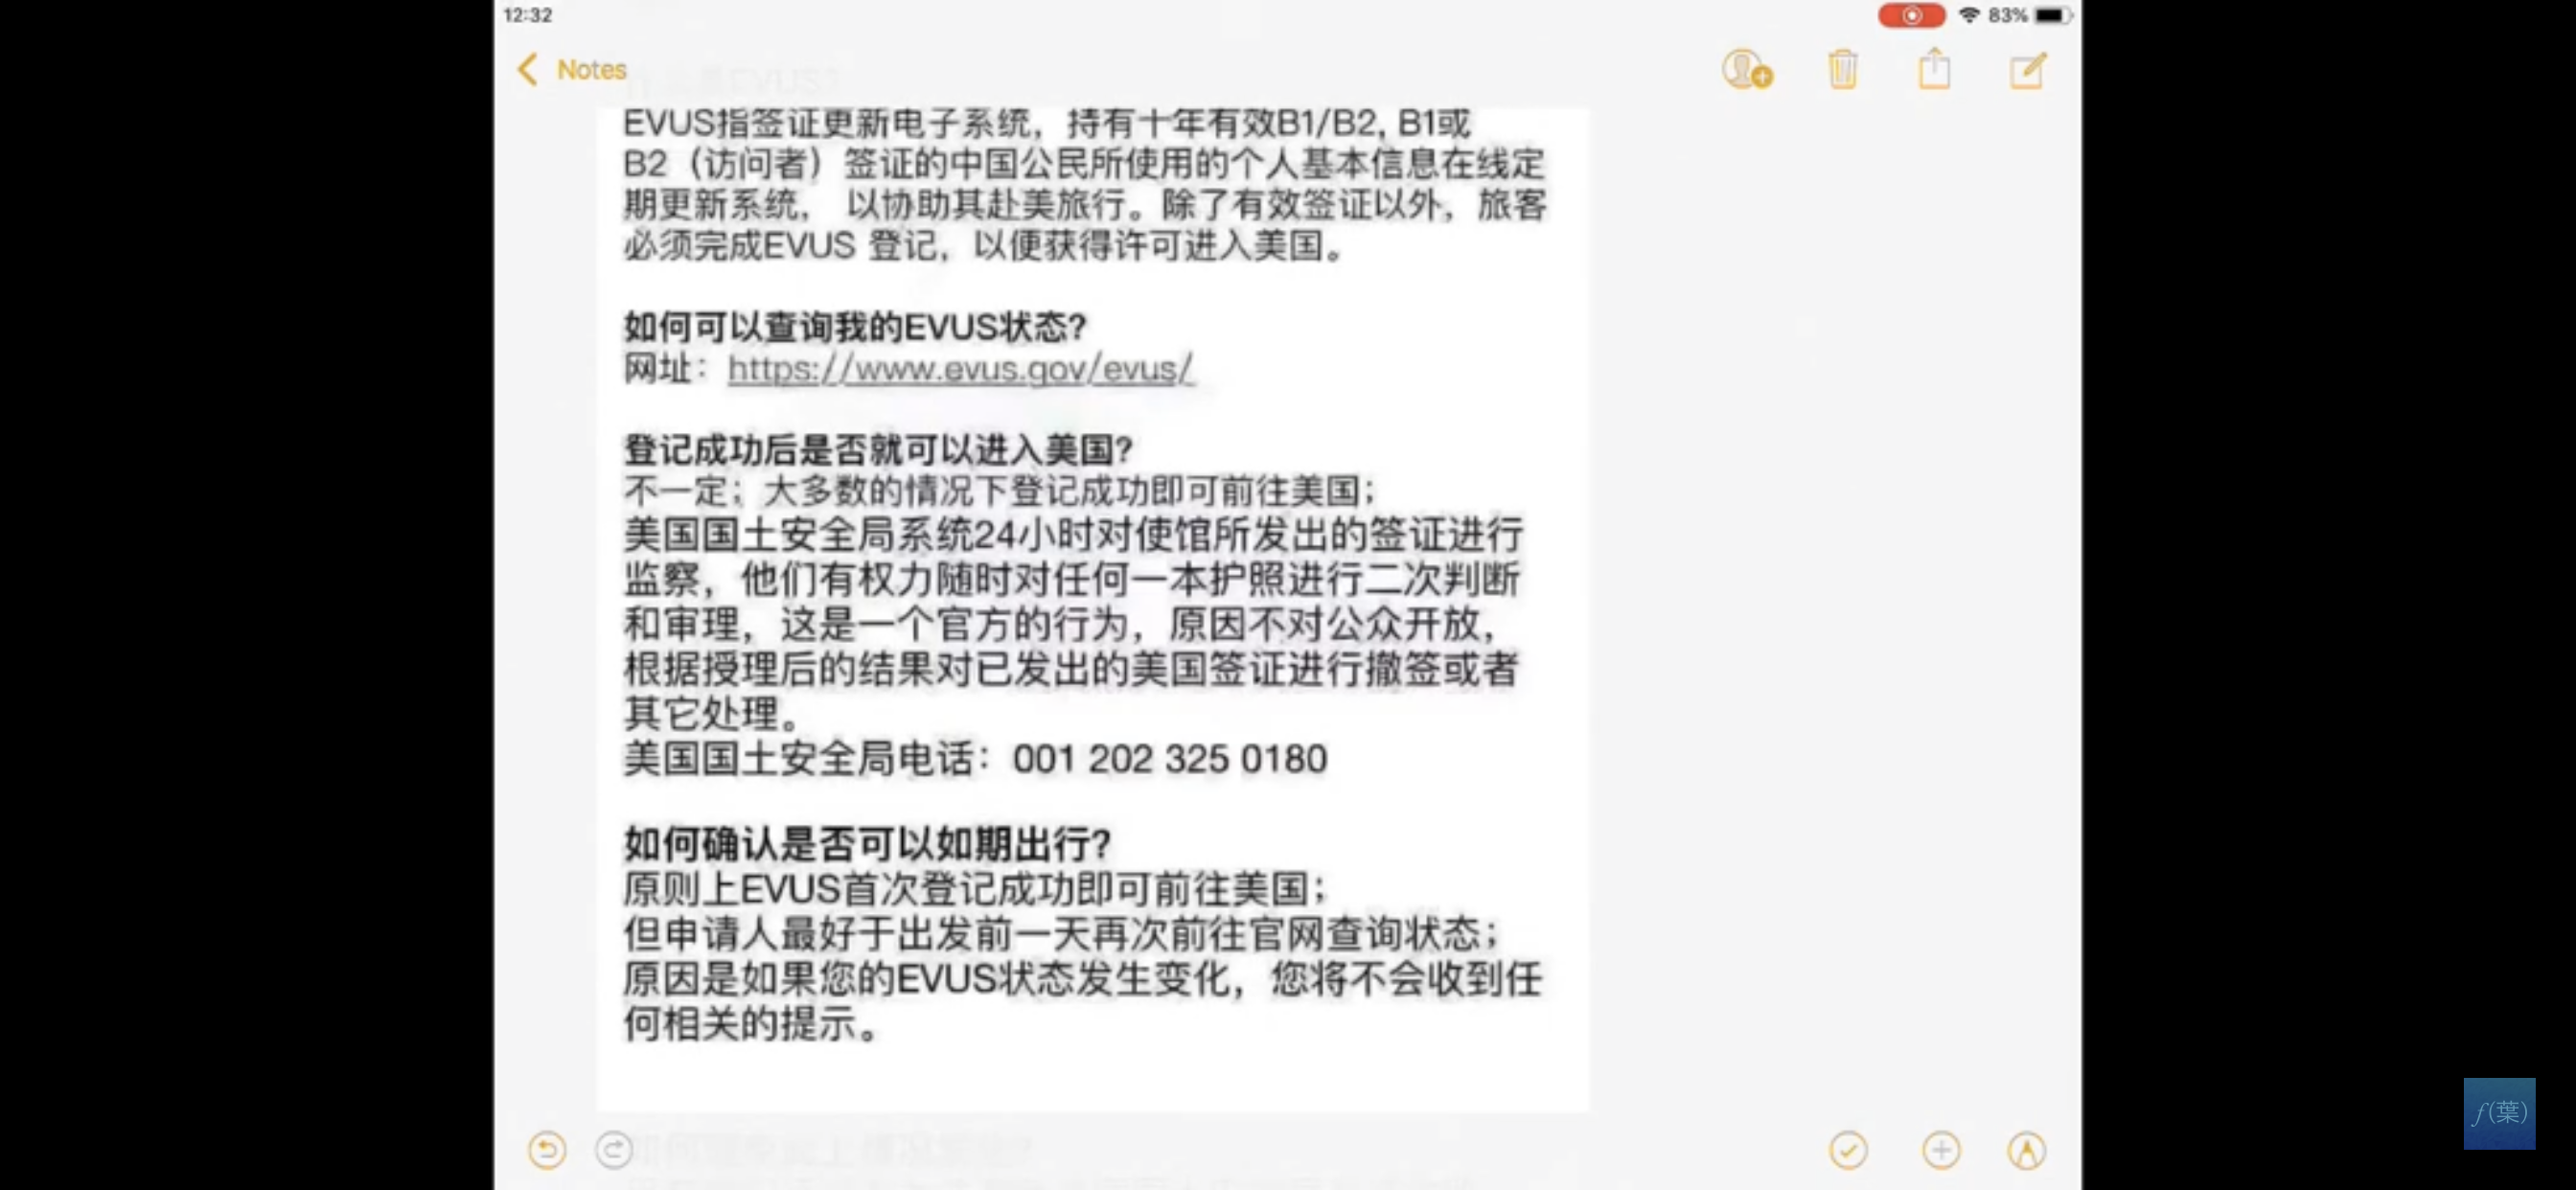 12:32
83%
Notes
什么是EVUS?
EVUS指签证更新电子系统，持有十年有效B1/B2, B1或
B2（访问者）签证的中国公民所使用的个人基本信息在线定
期更新系统， 以协助其赴美旅行。除了有效签证以外，旅客
必须完成EVUS 登记，以便获得许可进入美国。
如何可以查询我的EVUS状态?
网址：https://www.evus.gov/evus/
登记成功后是否就可以进入美国?
不一定；大多数的情况下登记成功即可前往美国；
美国国土安全局系统24小时对使馆所发出的签证进行
监察，他们有权力随时对任何一本护照进行二次判断
和审理，这是一个官方的行为，原因不对公众开放，
根据授理后的结果对已发出的美国签证进行撤签或者
其它处理。
美国国土安全局电话：001 202 325 0180
如何确认是否可以如期出行?
原则上EVUS首次登记成功即可前往美国；
但申请人最好于出发前一天再次前往官网查询状态；
原因是如果您的EVUS状态发生变化，您将不会收到任
何相关的提示。
f(葉)